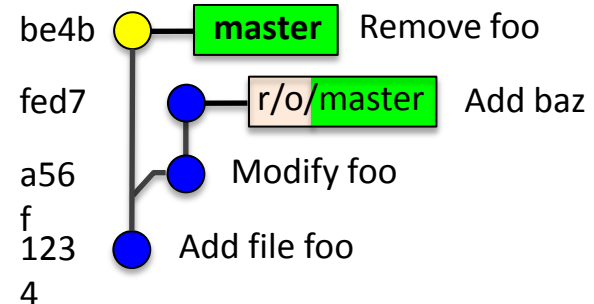 be4b master Remove foo
fed7 r/o/master Add baz
a56 Modify foo
f
123 Add file foo
4